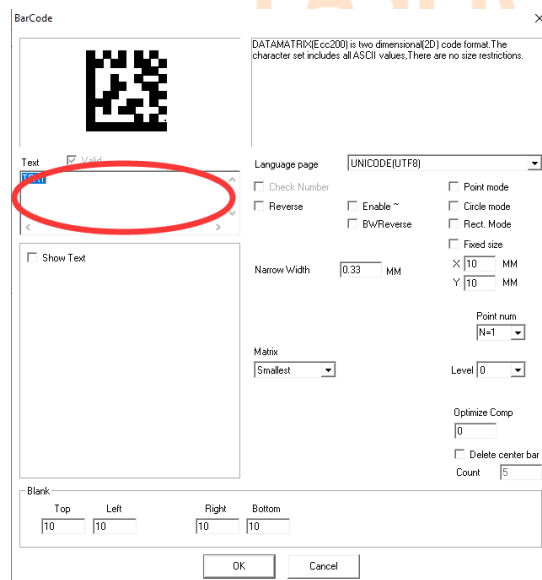 BarCode
DATAMATRIX(Ecc200) is two dimensional(2D) code format.The
character set includes all ASCII values,There are no size restrictions.
Text
Valid
TEXT
Language page
UNICODE(UTF8)
Check Number
Point mode
Reverse
Enable ~
Circle mode
BWReverse
Rect. Mode
Fixed size
Show Text
Narrow Width
0.33
MM
X
10
MM
Y
10
MM
Point num
N=1
Matrix
Smallest
Level
0
Optimize Comp
0
Delete center bar
Count
5
Blank
Top
Left
Right
Bottom
10
10
10
10
OK
Cancel